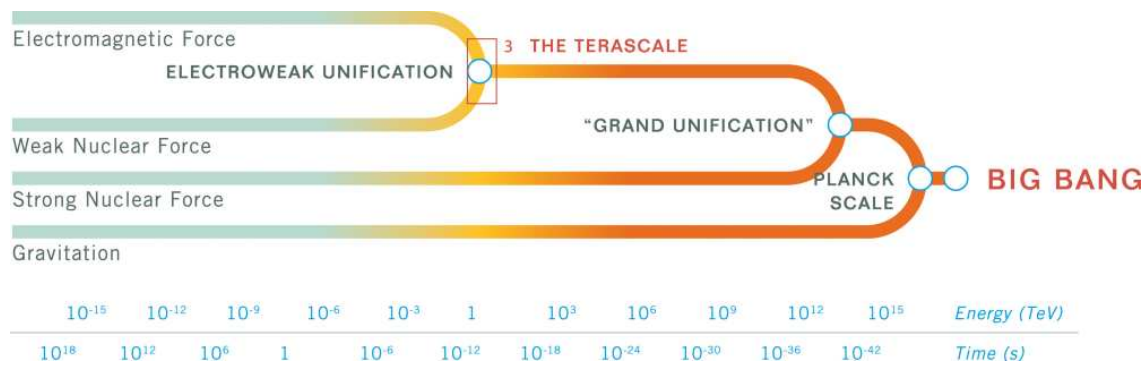 Electromagnetic Force
3 THE TERASCALE
ELECTROWEAK UNIFICATION
"GRAND UNIFICATION"
Weak Nuclear Force
PLANCK
SCALE
BIG BANG
Strong Nuclear Force
Gravitation
10⁻¹⁵ 10⁻¹² 10⁻⁹ 10⁻⁶ 10⁻³ 1 10³ 10⁶ 10⁹ 10¹² 10¹⁵ Energy (TeV)
10¹⁸ 10¹² 10⁶ 1 10⁻⁶ 10⁻¹² 10⁻¹⁸ 10⁻²⁴ 10⁻³⁰ 10⁻³⁶ 10⁻⁴² Time (s)